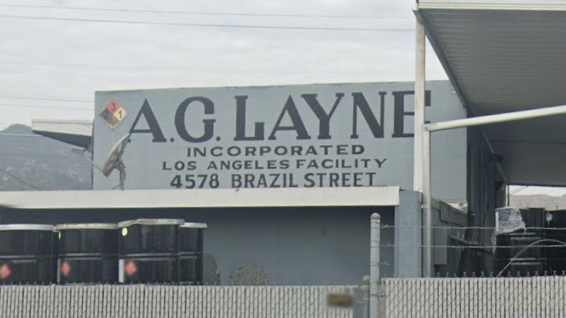 A.G. LAYNE
INCORPORATED
LOS ANGELES FACILITY
4578 BRAZIL STREET